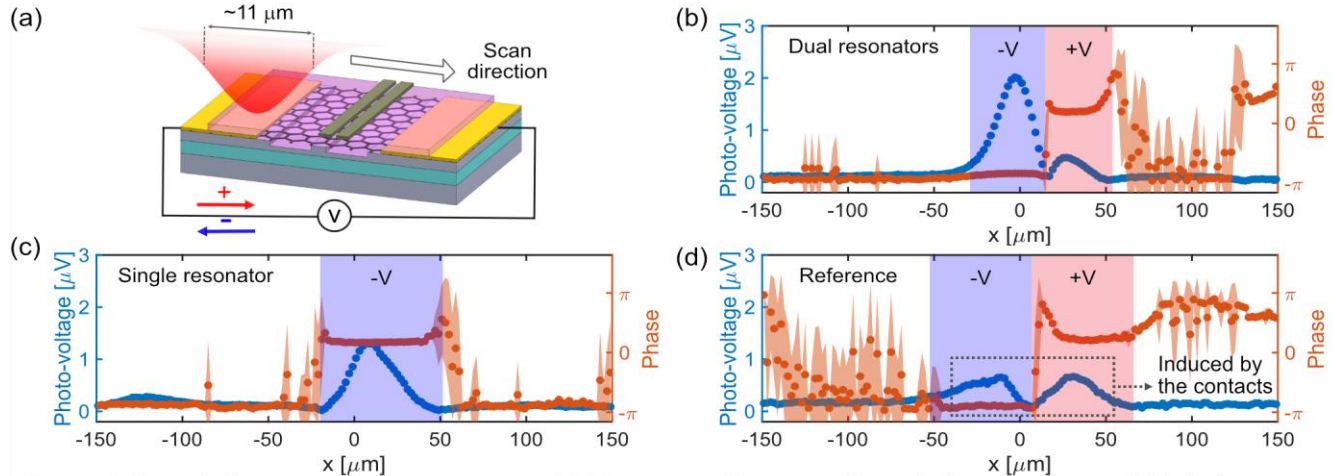 (a)
~11 μm
Scan
direction
V
+
-
(b)
Dual resonators
-V
+V
Photo-voltage [μV]
3
2
1
0
π
0
-π
Phase
-150
-100
-50
0
50
100
150
x [μm]
(c)
Single resonator
-V
Photo-voltage [μV]
3
2
1
0
π
0
-π
Phase
-150
-100
-50
0
50
100
150
x [μm]
(d)
Reference
-V
+V
Induced by
the contacts
Photo-voltage [μV]
3
2
1
0
π
0
-π
Phase
-150
-100
-50
0
50
100
150
x [μm]